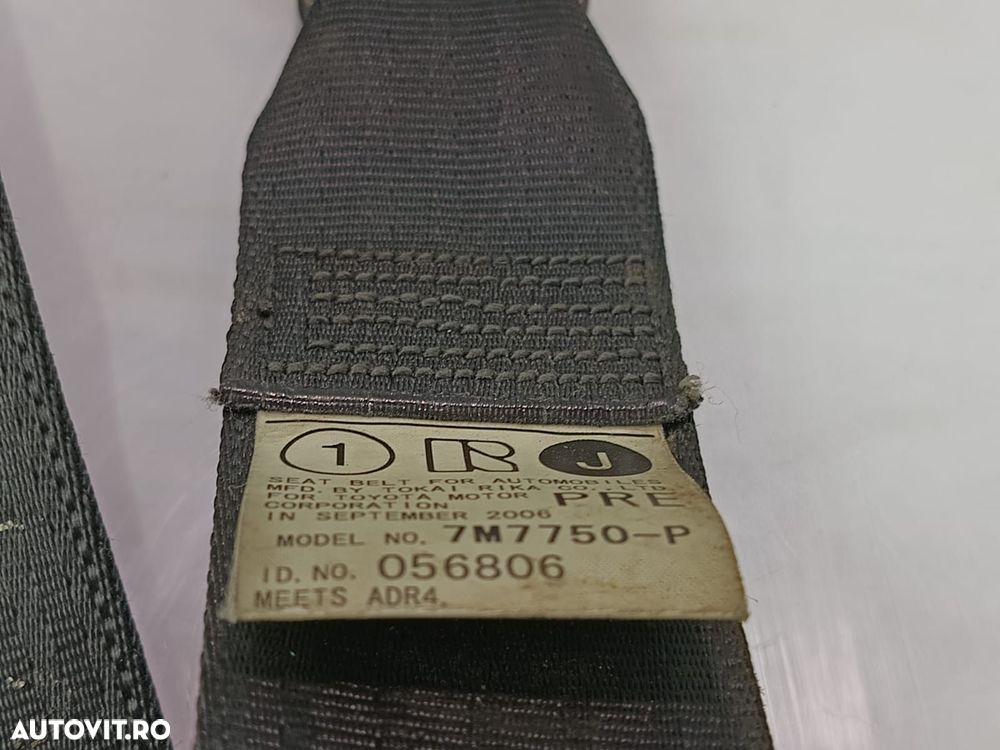 1 R J
SEAT BELT FOR AUTOMOBILES
MFD. BY TOKAI RIKA CO., LTD.
FOR TOYOTA MOTOR PRE
CORPORATION
IN SEPTEMBER 2006
MODEL NO. 7M7750-P
ID. NO. 056806
MEETS ADR4.
AUTOVIT.RO